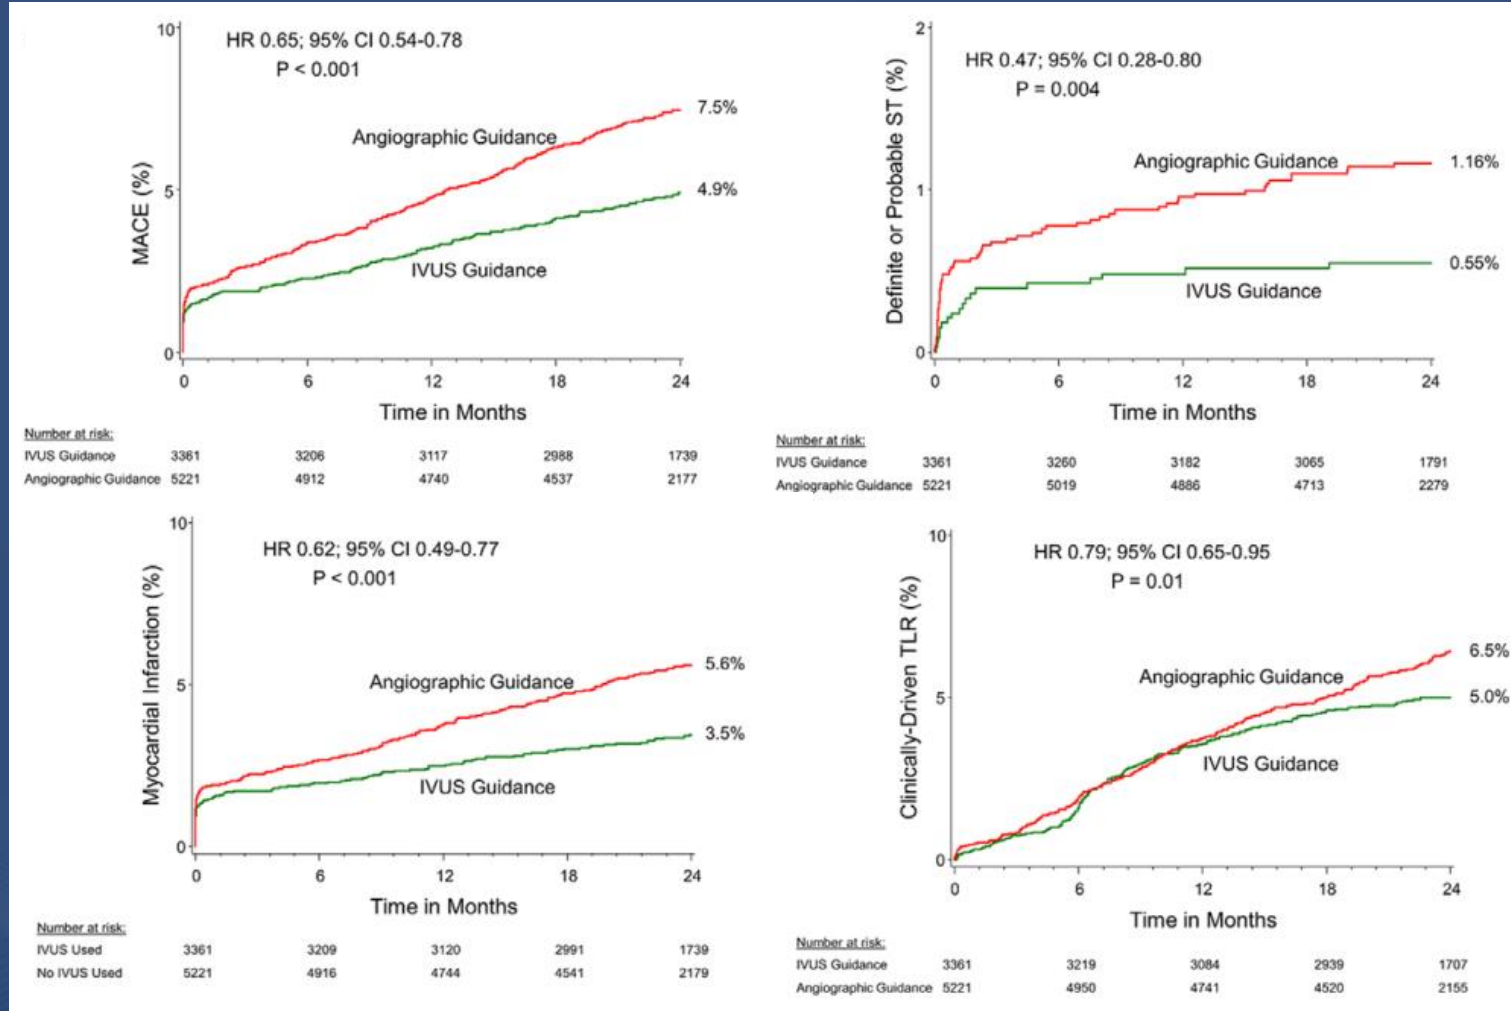 HR 0.65; 95% CI 0.54-0.78
P < 0.001
10
5
0
MACE (%)
7.5%
Angiographic Guidance
4.9%
IVUS Guidance
0 6 12 18 24
Time in Months
Number at risk:
IVUS Guidance 3361 3206 3117 2988 1739
Angiographic Guidance 5221 4912 4740 4537 2177
HR 0.47; 95% CI 0.28-0.80
P = 0.004
2
1
0
Definite or Probable ST (%)
Angiographic Guidance
1.16%
0.55%
IVUS Guidance
0 6 12 18 24
Time in Months
Number at risk:
IVUS Guidance 3361 3260 3182 3065 1791
Angiographic Guidance 5221 5019 4886 4713 2279
HR 0.62; 95% CI 0.49-0.77
P < 0.001
10
5
0
Myocardial Infarction (%)
5.6%
Angiographic Guidance
3.5%
IVUS Guidance
0 6 12 18 24
Time in Months
Number at risk:
IVUS Used 3361 3209 3120 2991 1739
No IVUS Used 5221 4916 4744 4541 2179
HR 0.79; 95% CI 0.65-0.95
P = 0.01
10
5
0
Clinically-Driven TLR (%)
6.5%
Angiographic Guidance
5.0%
IVUS Guidance
0 6 12 18 24
Time in Months
Number at risk:
IVUS Guidance 3361 3219 3084 2939 1707
Angiographic Guidance 5221 4950 4741 4520 2155